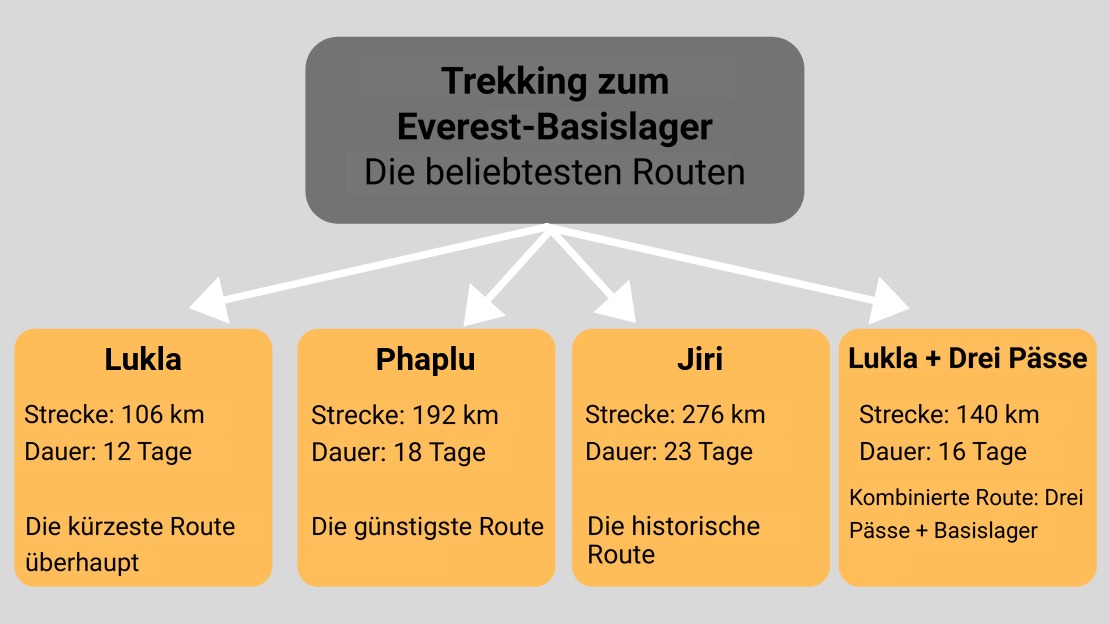 Trekking zum
Everest-Basislager
Die beliebtesten Routen
Lukla
Strecke: 106 km
Dauer: 12 Tage
Die kürzeste Route
überhaupt
Phaplu
Strecke: 192 km
Dauer: 18 Tage
Die günstigste Route
Jiri
Strecke: 276 km
Dauer: 23 Tage
Die historische
Route
Lukla + Drei Pässe
Strecke: 140 km
Dauer: 16 Tage
Kombinierte Route: Drei
Pässe + Basislager